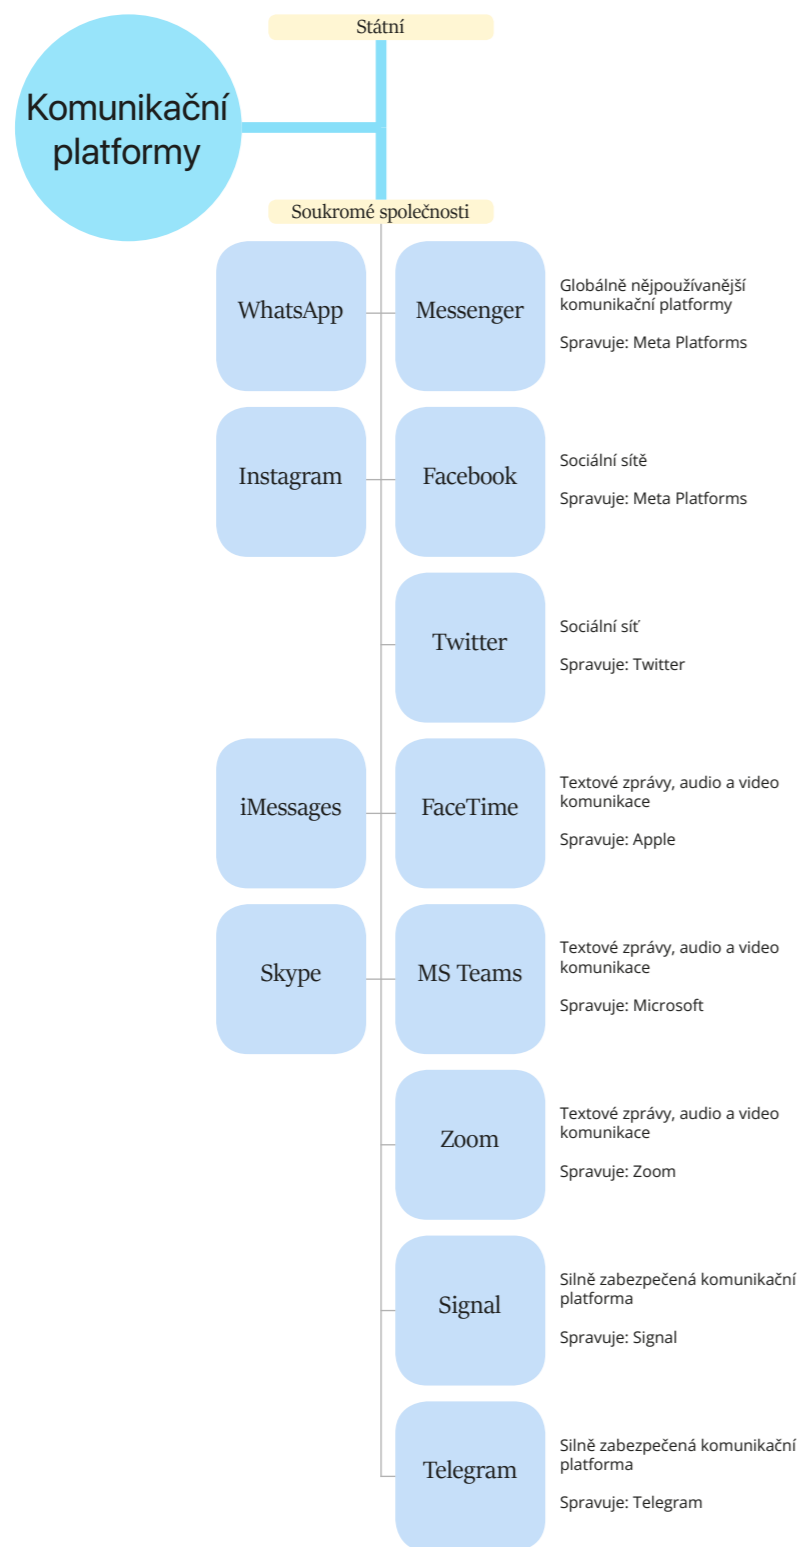 Státní
Komunikační
platformy
Soukromé společnosti
WhatsApp
Messenger
Globálně nějpoužívanější
komunikační platformy
Spravuje: Meta Platforms
Instagram
Facebook
Sociální sítě
Spravuje: Meta Platforms
Twitter
Sociální síť
Spravuje: Twitter
iMessages
FaceTime
Textové zprávy, audio a video
komunikace
Spravuje: Apple
Skype
MS Teams
Textové zprávy, audio a video
komunikace
Spravuje: Microsoft
Zoom
Textové zprávy, audio a video
komunikace
Spravuje: Zoom
Signal
Silně zabezpečená komunikační
platforma
Spravuje: Signal
Telegram
Silně zabezpečená komunikační
platforma
Spravuje: Telegram